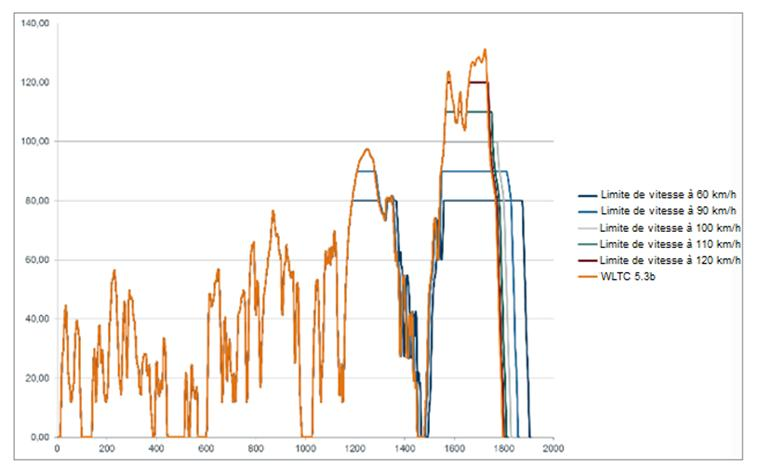 140,00
120,00
100,00
80,00
60,00
40,00
20,00
0,00
0 200 400 600 800 1000 1200 1400 1600 1800 2000
Limite de vitesse à 60 km/h
Limite de vitesse à 90 km/h
Limite de vitesse à 100 km/h
Limite de vitesse à 110 km/h
Limite de vitesse à 120 km/h
WLTC 5.3b